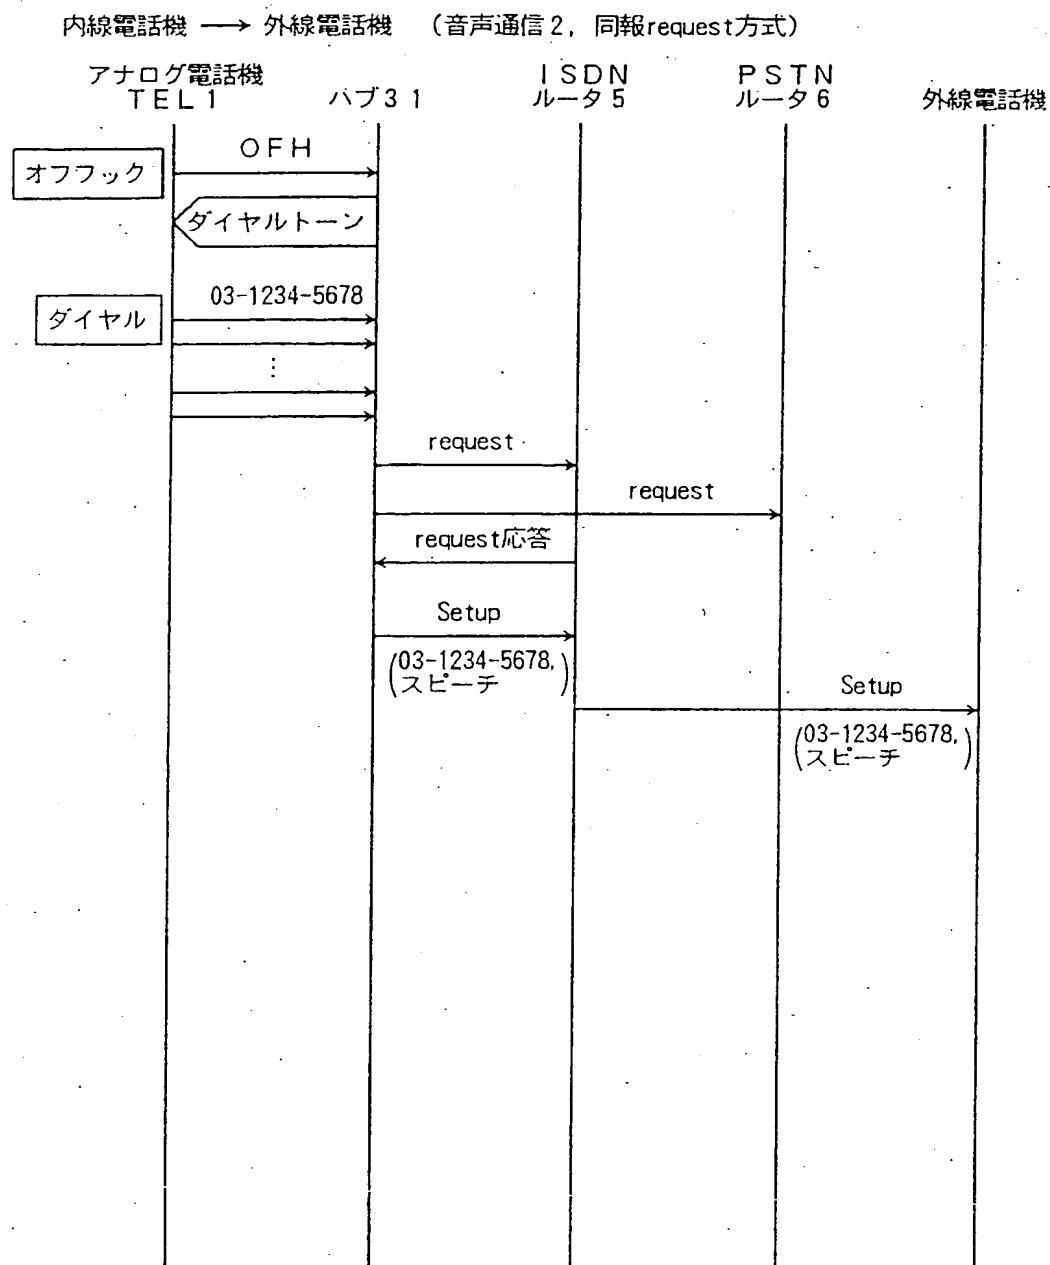 内線電話機 ⟶ 外線電話機 （音声通信2，同報request方式）
アナログ電話機
TEL1
ハブ31
ISDN
ルータ5
PSTN
ルータ6
外線電話機
オフフック
OFH
ダイヤルトーン
ダイヤル
03-1234-5678
⋮
request
request
request応答
Setup
(03-1234-5678,
スピーチ)
Setup
(03-1234-5678,
スピーチ)